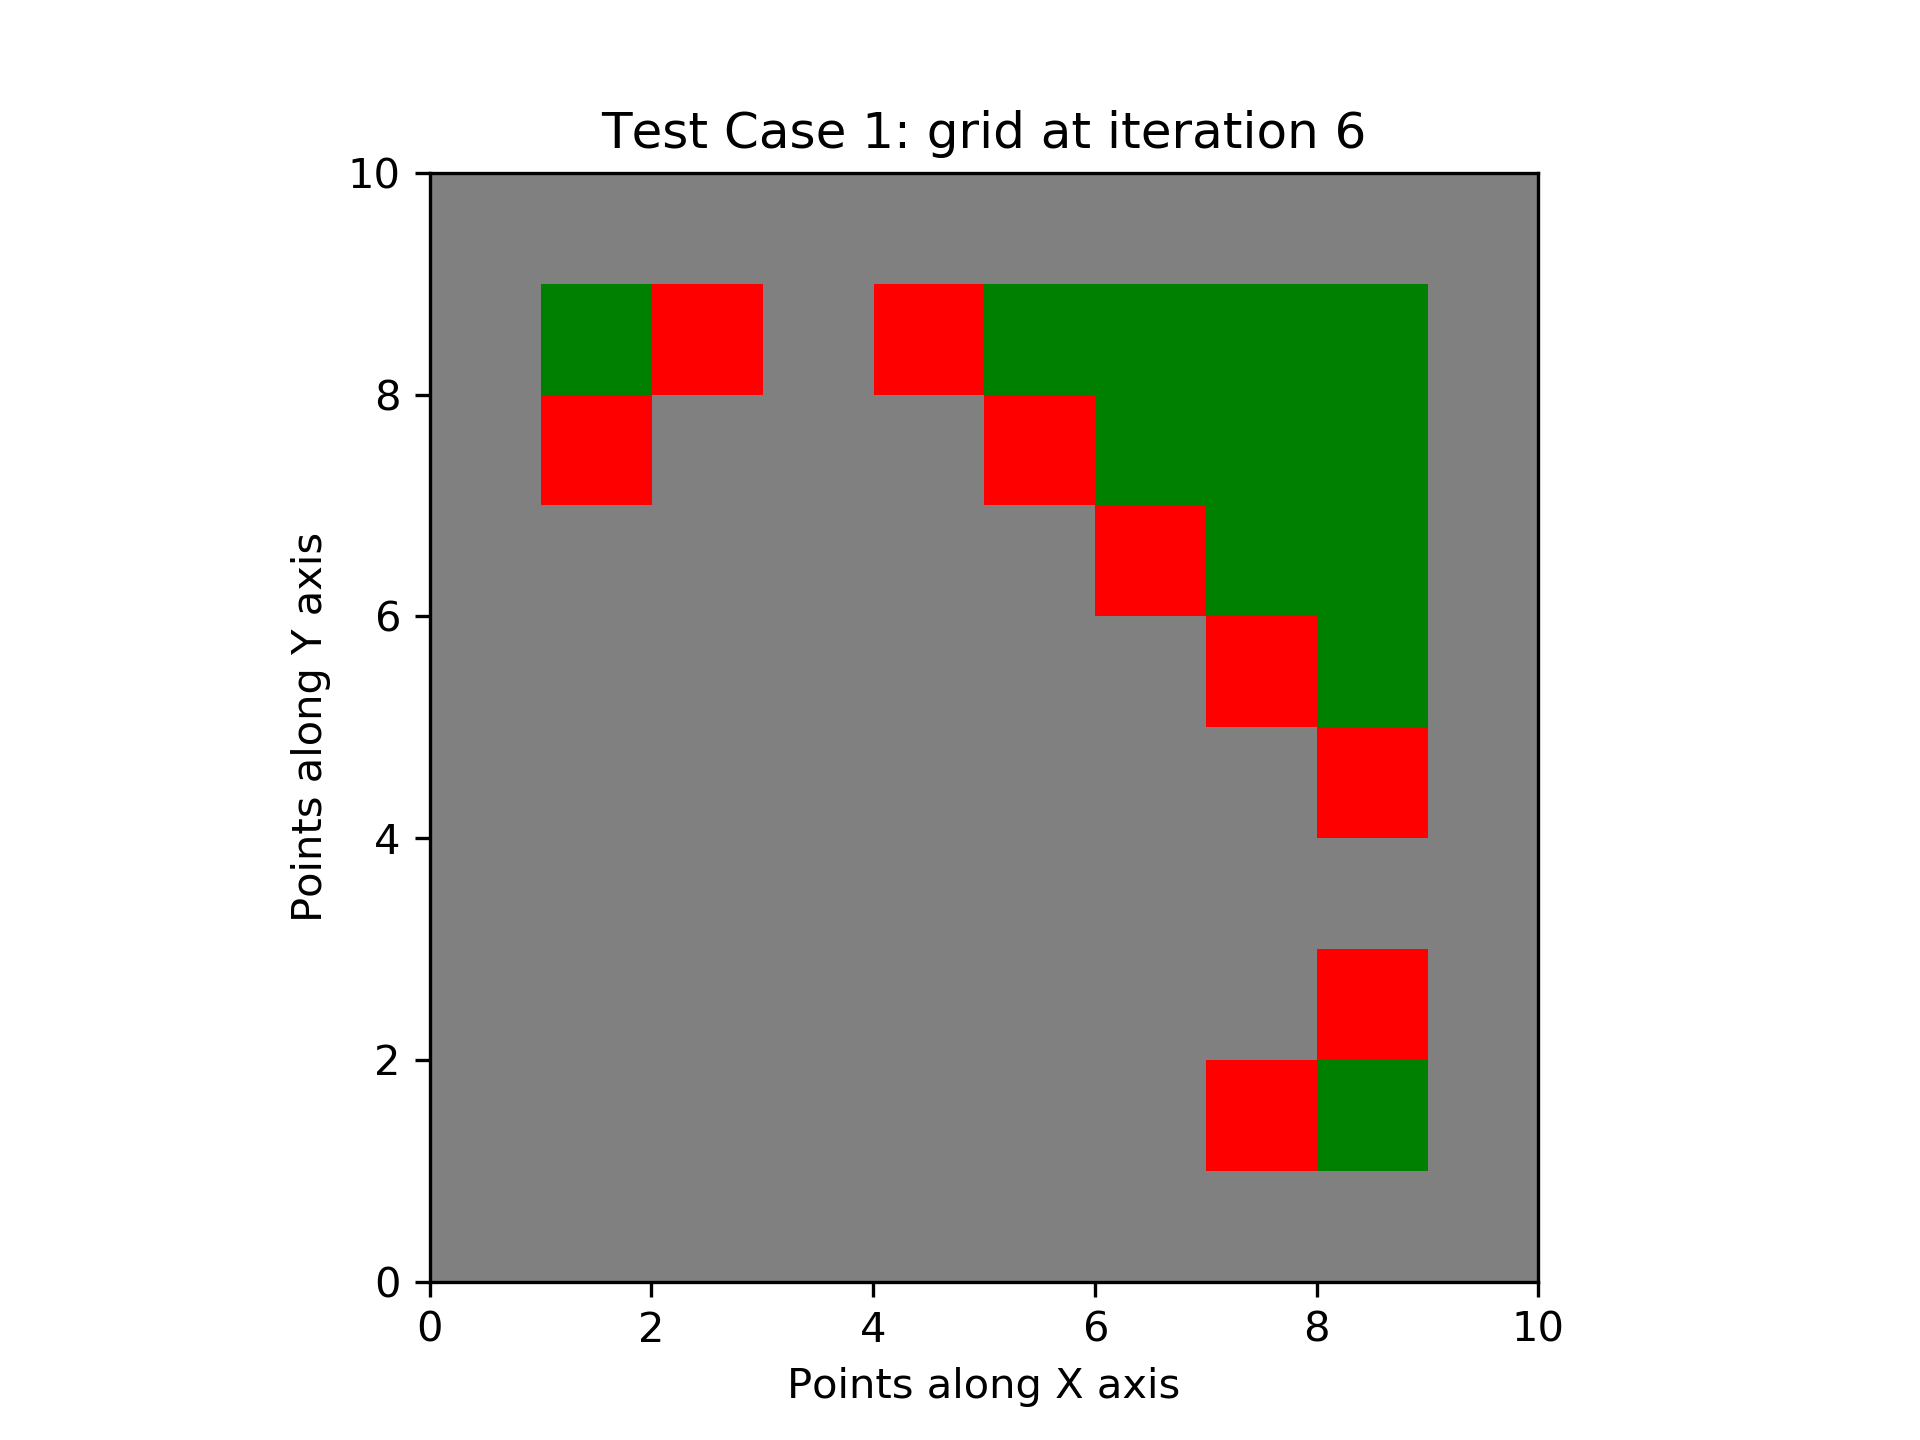 Test Case 1: grid at iteration 6
10
8
6
4
2
0
Points along Y axis
0 2 4 6 8 10
Points along X axis